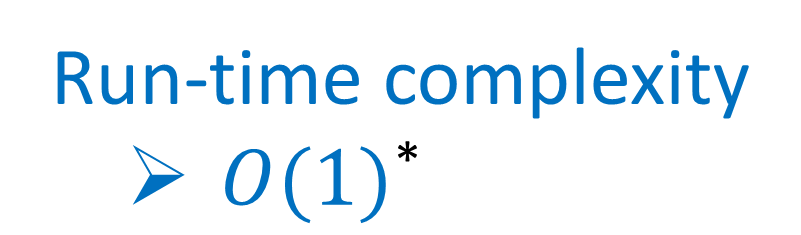 Run-time complexity
➢ O(1)*